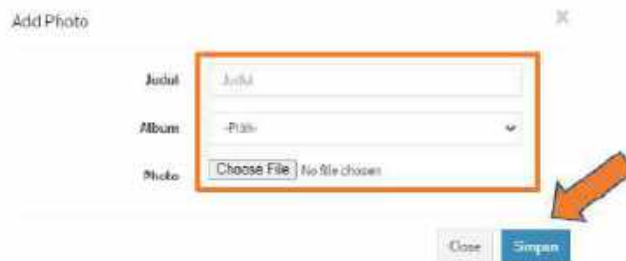 Add Photo ×
Judul Judul
Album -Pilih-
Photo Choose File No file chosen
Close Simpan